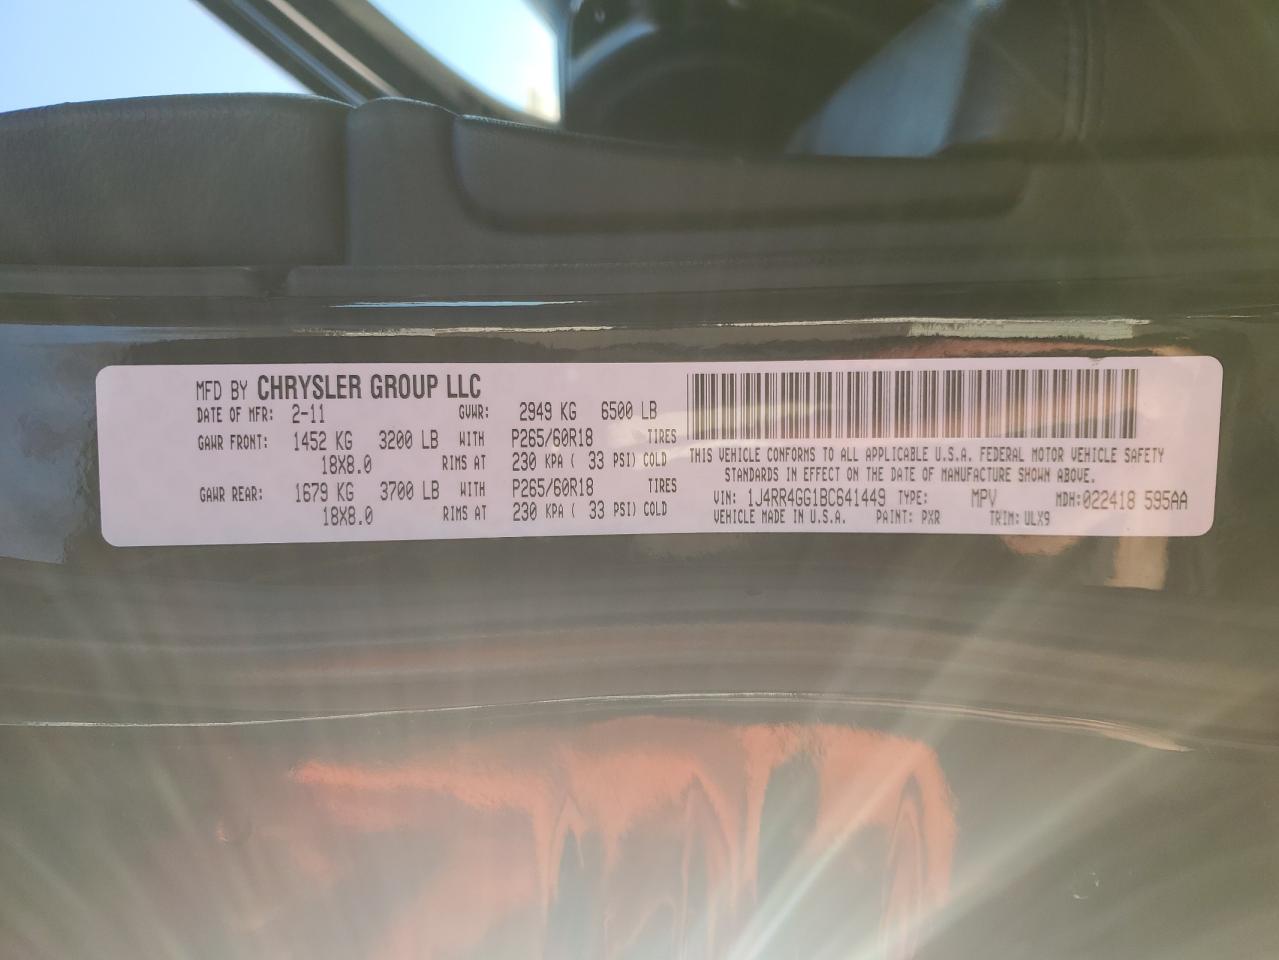 MFD BY CHRYSLER GROUP LLC
DATE OF MFR: 2-11 GVWR: 2949 KG 6500 LB
GAWR FRONT: 1452 KG 3200 LB WITH P265/60R18 TIRES
18X8.0 RIMS AT 230 KPA ( 33 PSI) COLD
GAWR REAR: 1679 KG 3700 LB WITH P265/60R18 TIRES
18X8.0 RIMS AT 230 KPA ( 33 PSI) COLD
THIS VEHICLE CONFORMS TO ALL APPLICABLE U.S.A. FEDERAL MOTOR VEHICLE SAFETY
STANDARDS IN EFFECT ON THE DATE OF MANUFACTURE SHOWN ABOVE.
VIN: 1J4RR4GG1BC641449 TYPE: MPV MDH:022418 595AA
VEHICLE MADE IN U.S.A. PAINT: PXR TRIM: ULX9